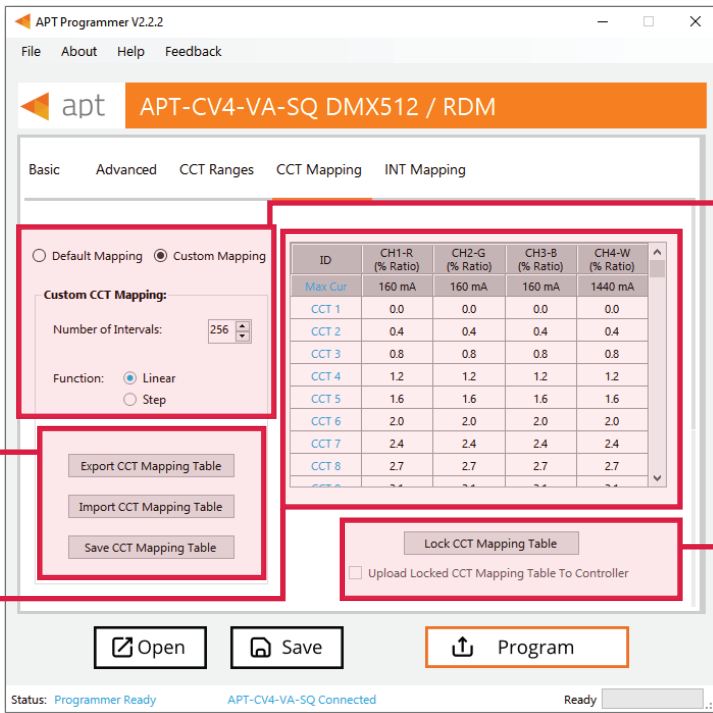 APT Programmer V2.2.2
File About Help Feedback
apt APT-CV4-VA-SQ DMX512 / RDM
Basic Advanced CCT Ranges CCT Mapping INT Mapping
Default Mapping Custom Mapping
Custom CCT Mapping:
Number of Intervals: 256
Function: Linear
Step
Export CCT Mapping Table
Import CCT Mapping Table
Save CCT Mapping Table
ID CH1-R (% Ratio) CH2-G (% Ratio) CH3-B (% Ratio) CH4-W (% Ratio)
Max Cur 160 mA 160 mA 160 mA 1440 mA
CCT 1 0.0 0.0 0.0 0.0
CCT 2 0.4 0.4 0.4 0.4
CCT 3 0.8 0.8 0.8 0.8
CCT 4 1.2 1.2 1.2 1.2
CCT 5 1.6 1.6 1.6 1.6
CCT 6 2.0 2.0 2.0 2.0
CCT 7 2.4 2.4 2.4 2.4
CCT 8 2.7 2.7 2.7 2.7
Lock CCT Mapping Table
Upload Locked CCT Mapping Table To Controller
Open Save Program
Status: Programmer Ready APT-CV4-VA-SQ Connected Ready